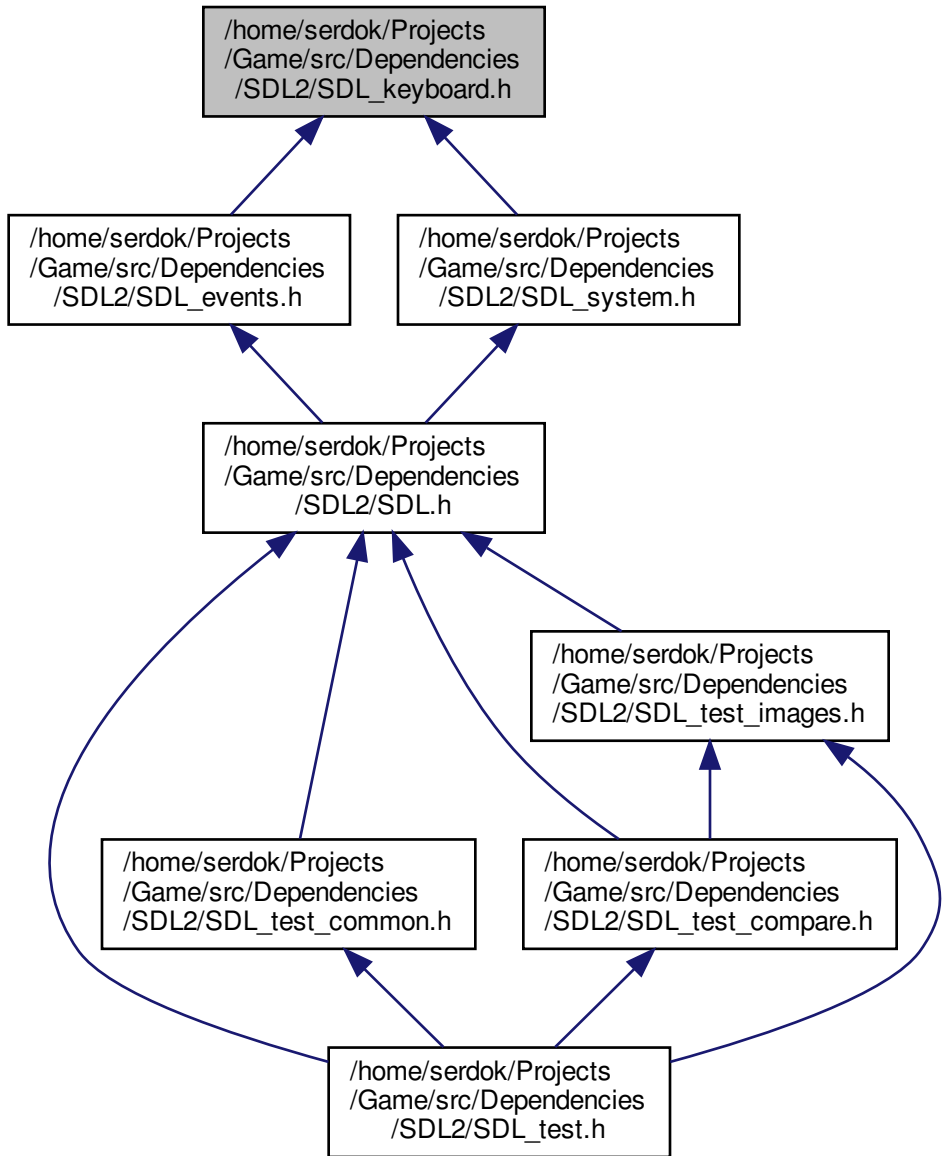 /home/serdok/Projects
/Game/src/Dependencies
/SDL2/SDL_keyboard.h
/home/serdok/Projects
/Game/src/Dependencies
/SDL2/SDL_events.h
/home/serdok/Projects
/Game/src/Dependencies
/SDL2/SDL_system.h
/home/serdok/Projects
/Game/src/Dependencies
/SDL2/SDL.h
/home/serdok/Projects
/Game/src/Dependencies
/SDL2/SDL_test_images.h
/home/serdok/Projects
/Game/src/Dependencies
/SDL2/SDL_test_common.h
/home/serdok/Projects
/Game/src/Dependencies
/SDL2/SDL_test_compare.h
/home/serdok/Projects
/Game/src/Dependencies
/SDL2/SDL_test.h